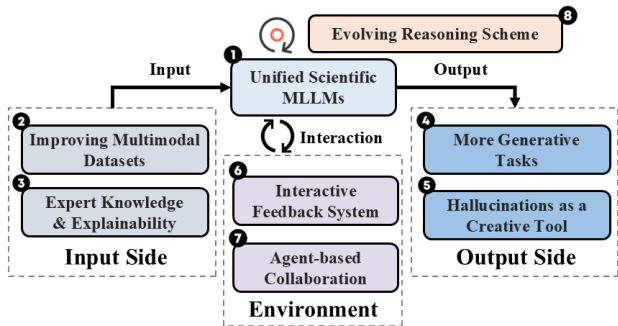 8
Evolving Reasoning Scheme
1
Input
Unified Scientific
MLLMs
Output
2
Improving Multimodal
Datasets
3
Expert Knowledge
& Explainability
Input Side
Interaction
6
Interactive
Feedback System
7
Agent-based
Collaboration
Environment
4
More Generative
Tasks
5
Hallucinations as a
Creative Tool
Output Side